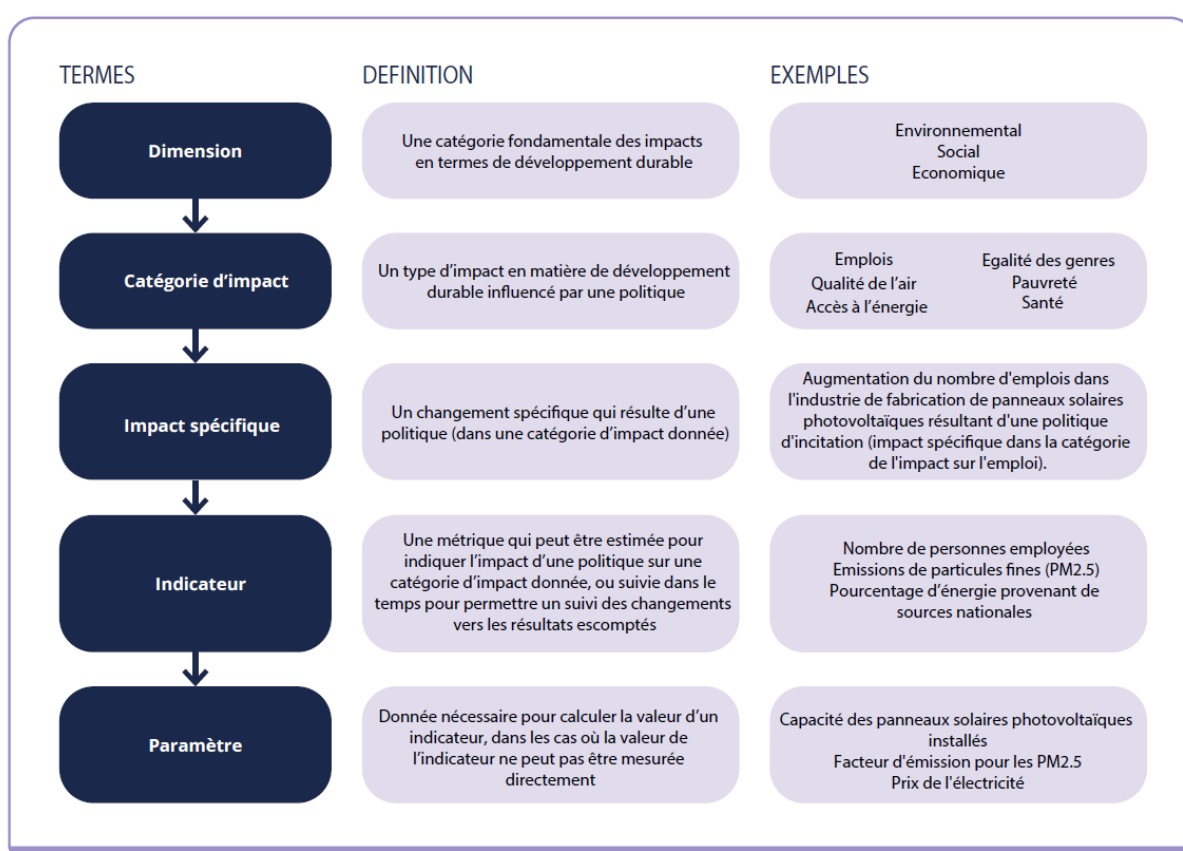 TERMES
DEFINITION
EXEMPLES
Dimension
Une catégorie fondamentale des impacts
en termes de développement durable
Environnemental
Social
Economique
Catégorie d’impact
Un type d’impact en matière de développement
durable influencé par une politique
Emplois
Qualité de l’air
Accès à l’énergie
Egalité des genres
Pauvreté
Santé
Impact spécifique
Un changement spécifique qui résulte d’une
politique (dans une catégorie d’impact donnée)
Augmentation du nombre d'emplois dans
l'industrie de fabrication de panneaux solaires
photovoltaïques résultant d'une politique
d'incitation (impact spécifique dans la catégorie
de l'impact sur l'emploi).
Indicateur
Une métrique qui peut être estimée pour
indiquer l’impact d’une politique sur une
catégorie d’impact donnée, ou suivie dans le
temps pour permettre un suivi des changements
vers les résultats escomptés
Nombre de personnes employées
Emissions de particules fines (PM2.5)
Pourcentage d’énergie provenant de
sources nationales
Paramètre
Donnée nécessaire pour calculer la valeur d’un
indicateur, dans les cas où la valeur de
l’indicateur ne peut pas être mesurée
directement
Capacité des panneaux solaires photovoltaïques
installés
Facteur d'émission pour les PM2.5
Prix de l'électricité